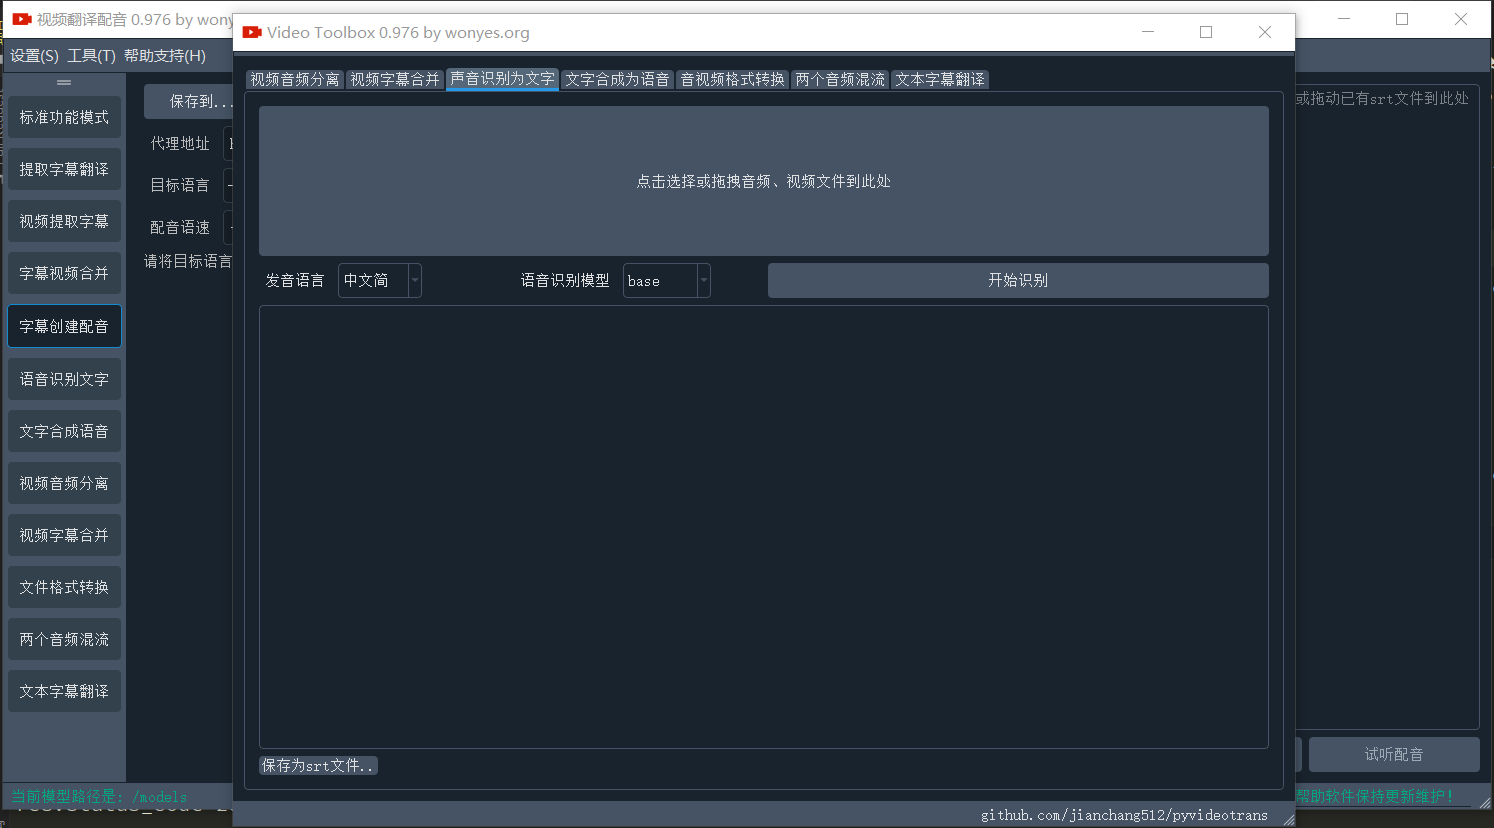 视频翻译配音 0.976 by wony
设置(S) 工具(T) 帮助支持(H)
标准功能模式
提取字幕翻译
视频提取字幕
字幕视频合并
字幕创建配音
语音识别文字
文字合成语音
视频音频分离
视频字幕合并
文件格式转换
两个音频混流
文本字幕翻译
当前模型路径是: /models
保存到...
代理地址
目标语言
配音语速
请将目标语言
Video Toolbox 0.976 by wonyes.org
视频音频分离 视频字幕合并 声音识别为文字 文字合成为语音 音视频格式转换 两个音频混流 文本字幕翻译
点击选择或拖拽音频、视频文件到此处
发音语言 中文简 语音识别模型 base 开始识别
保存为srt文件..
github.com/jianchang512/pyvideotrans
或拖动已有srt文件到此处
试听配音
帮助软件保持更新维护!